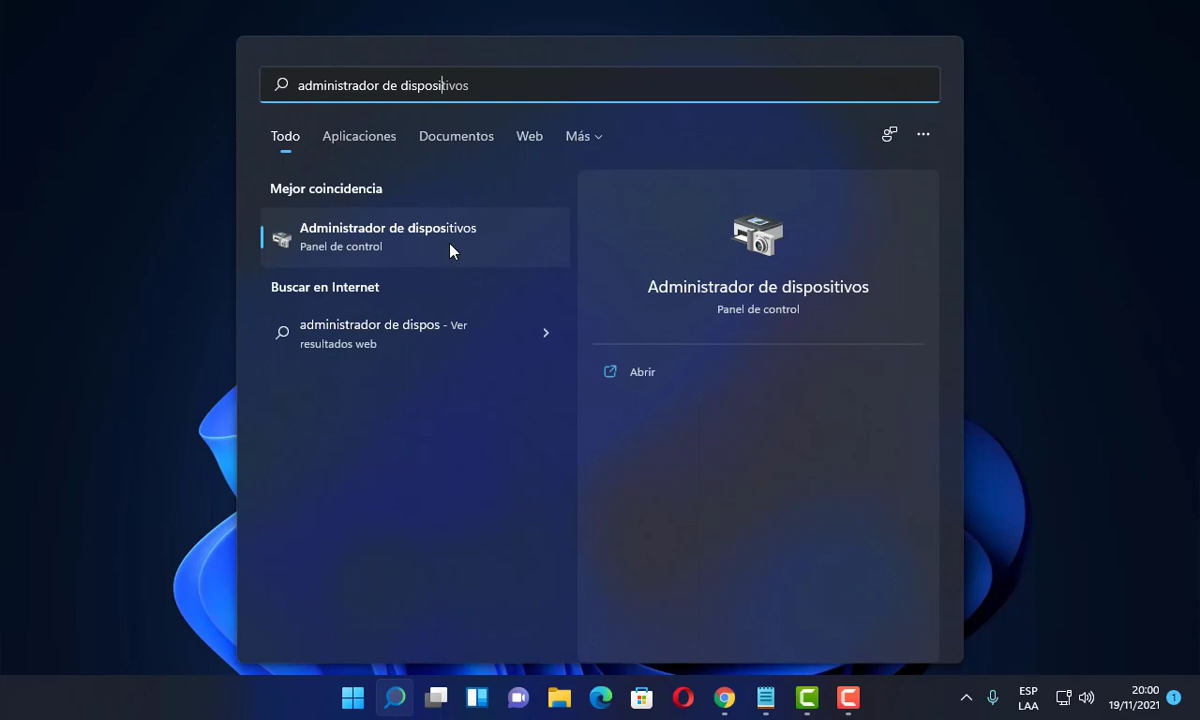 administrador de dispositivos
Todo Aplicaciones Documentos Web Más
Mejor coincidencia
Administrador de dispositivos
Panel de control
Buscar en Internet
administrador de dispos - Ver
resultados web
Administrador de dispositivos
Panel de control
Abrir
ESP
LAA
20:00
19/11/2021
1